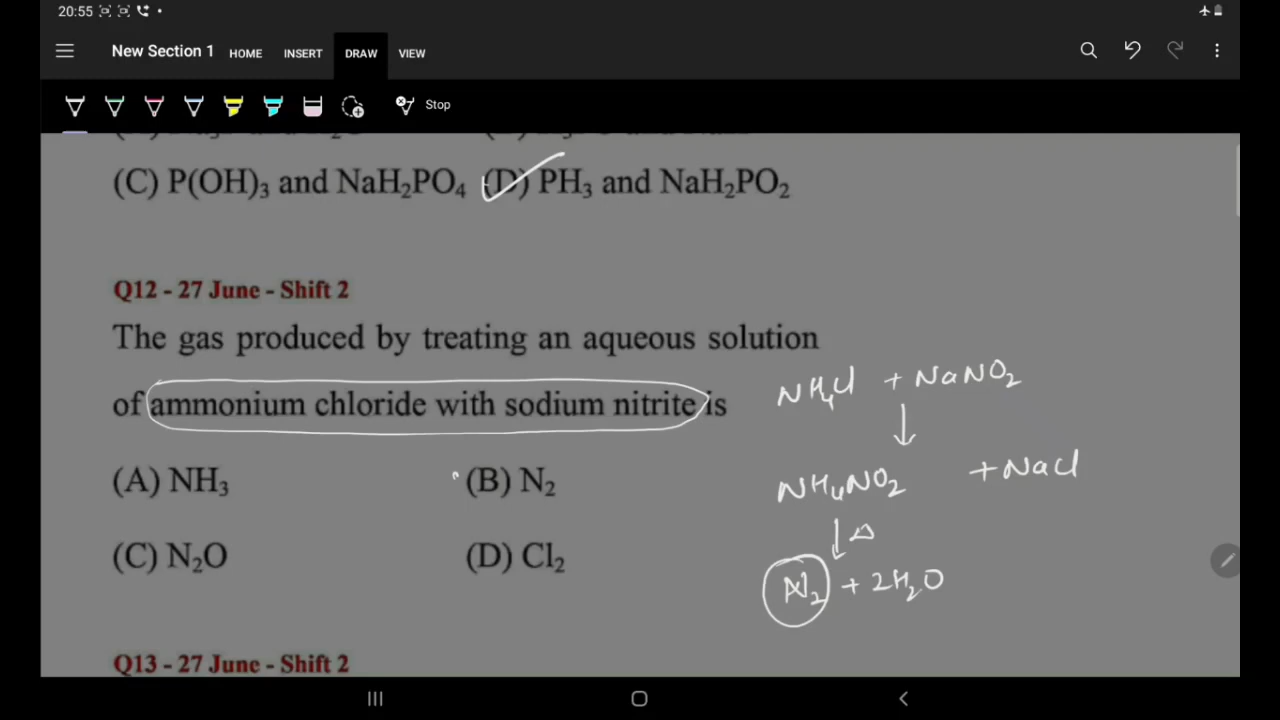 20:55
New Section 1 HOME INSERT DRAW VIEW
Stop
(C) P(OH)₃ and NaH₂PO₄ (D) PH₃ and NaH₂PO₂
Q12 - 27 June - Shift 2
The gas produced by treating an aqueous solution
of ammonium chloride with sodium nitrite is
(A) NH₃ (B) N₂
(C) N₂O (D) Cl₂
NH₄Cl + NaNO₂
NH₄NO₂ + NaCl
Δ
N₂ + 2H₂O
Q13 - 27 June - Shift 2